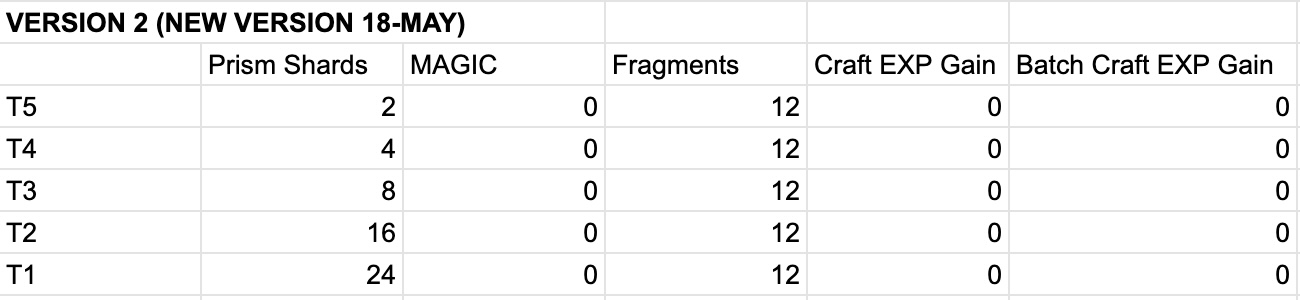 VERSION 2 (NEW VERSION 18-MAY)
Prism Shards MAGIC Fragments Craft EXP Gain Batch Craft EXP Gain
T5 2 0 12 0 0
T4 4 0 12 0 0
T3 8 0 12 0 0
T2 16 0 12 0 0
T1 24 0 12 0 0